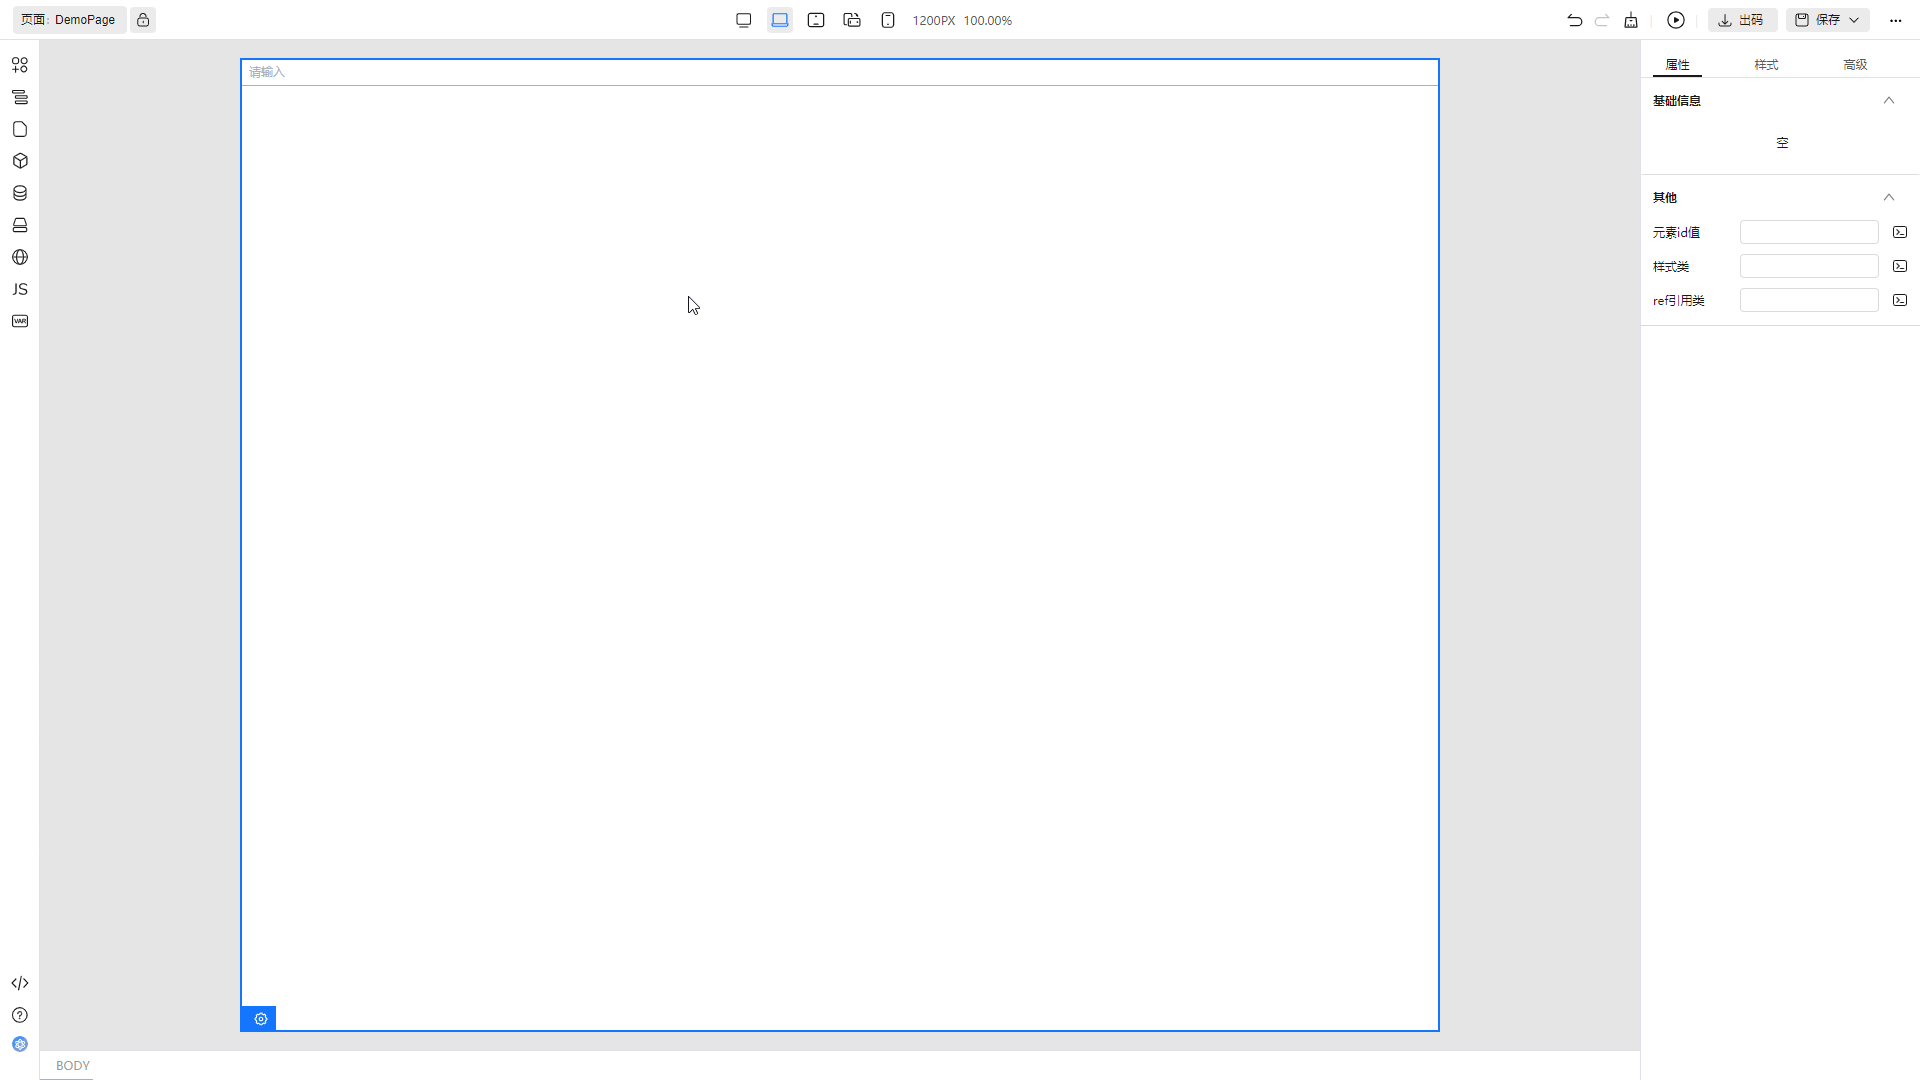 页面: DemoPage
1200PX 100.00%
出码
保存
请输入
属性
样式
高级
基础信息
空
其他
元素id值
样式类
ref引用类
JS
VAR
BODY